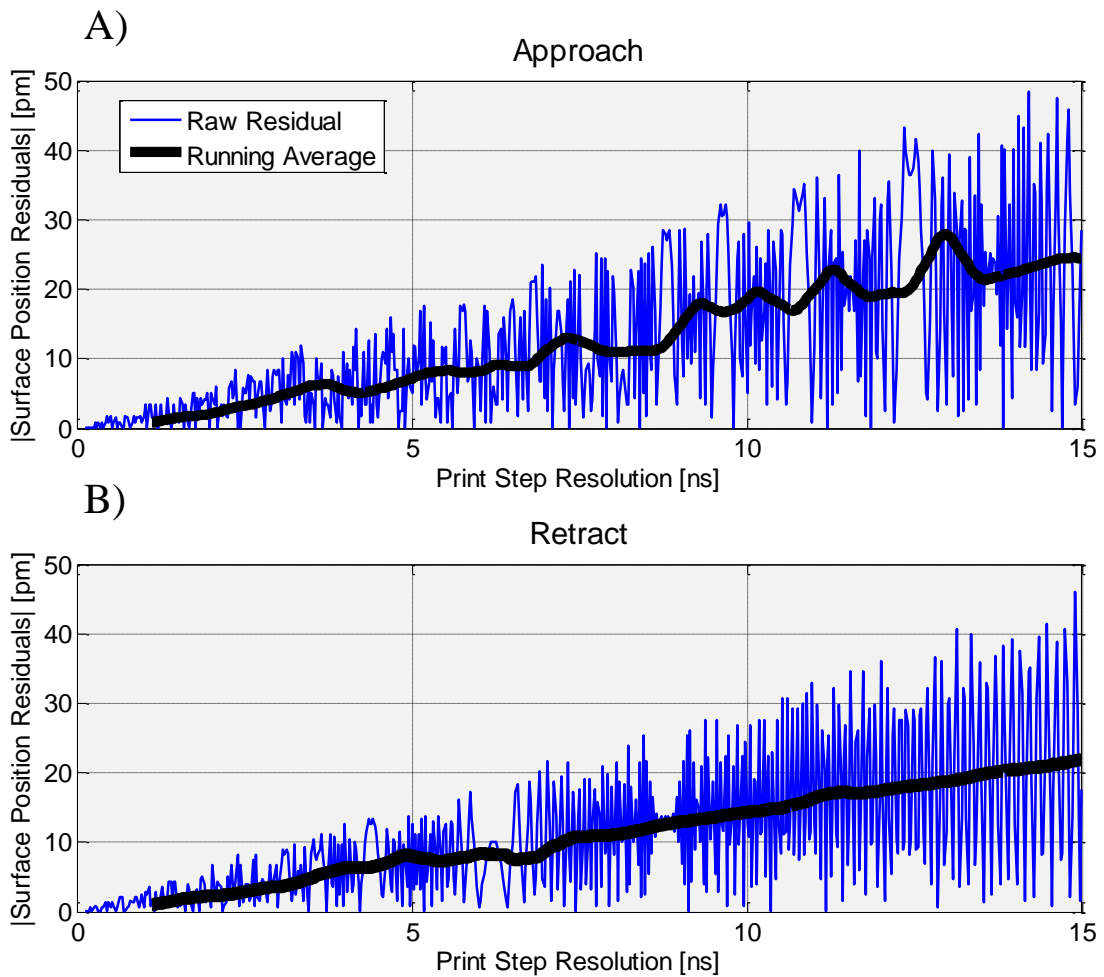 A)
Approach
|Surface Position Residuals| [pm]
50
40
30
20
10
0
Raw Residual
Running Average
0 5 10 15
Print Step Resolution [ns]
B)
Retract
|Surface Position Residuals| [pm]
50
40
30
20
10
0
0 5 10 15
Print Step Resolution [ns]